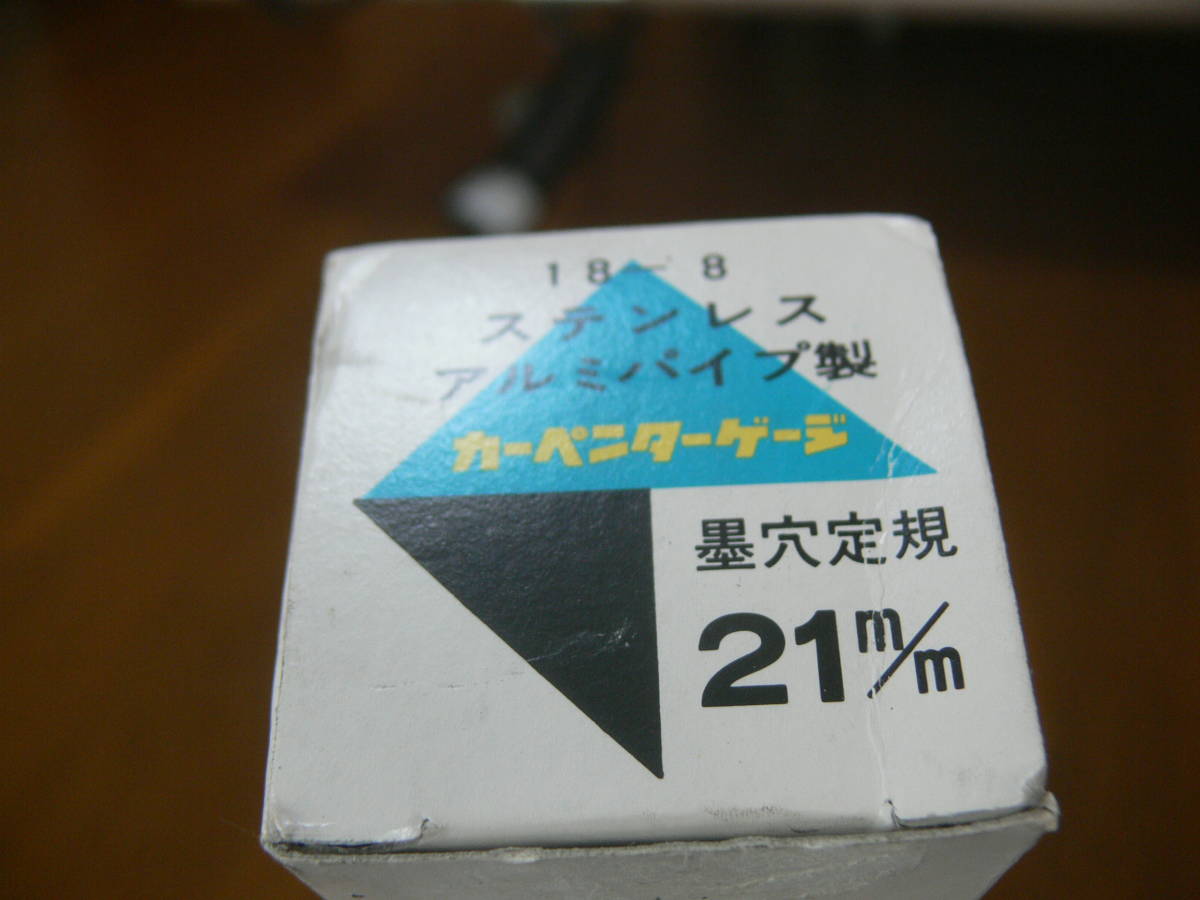 18-8
ステンレス
アルミパイプ製
カーペンターゲージ
墨穴定規
21m/m